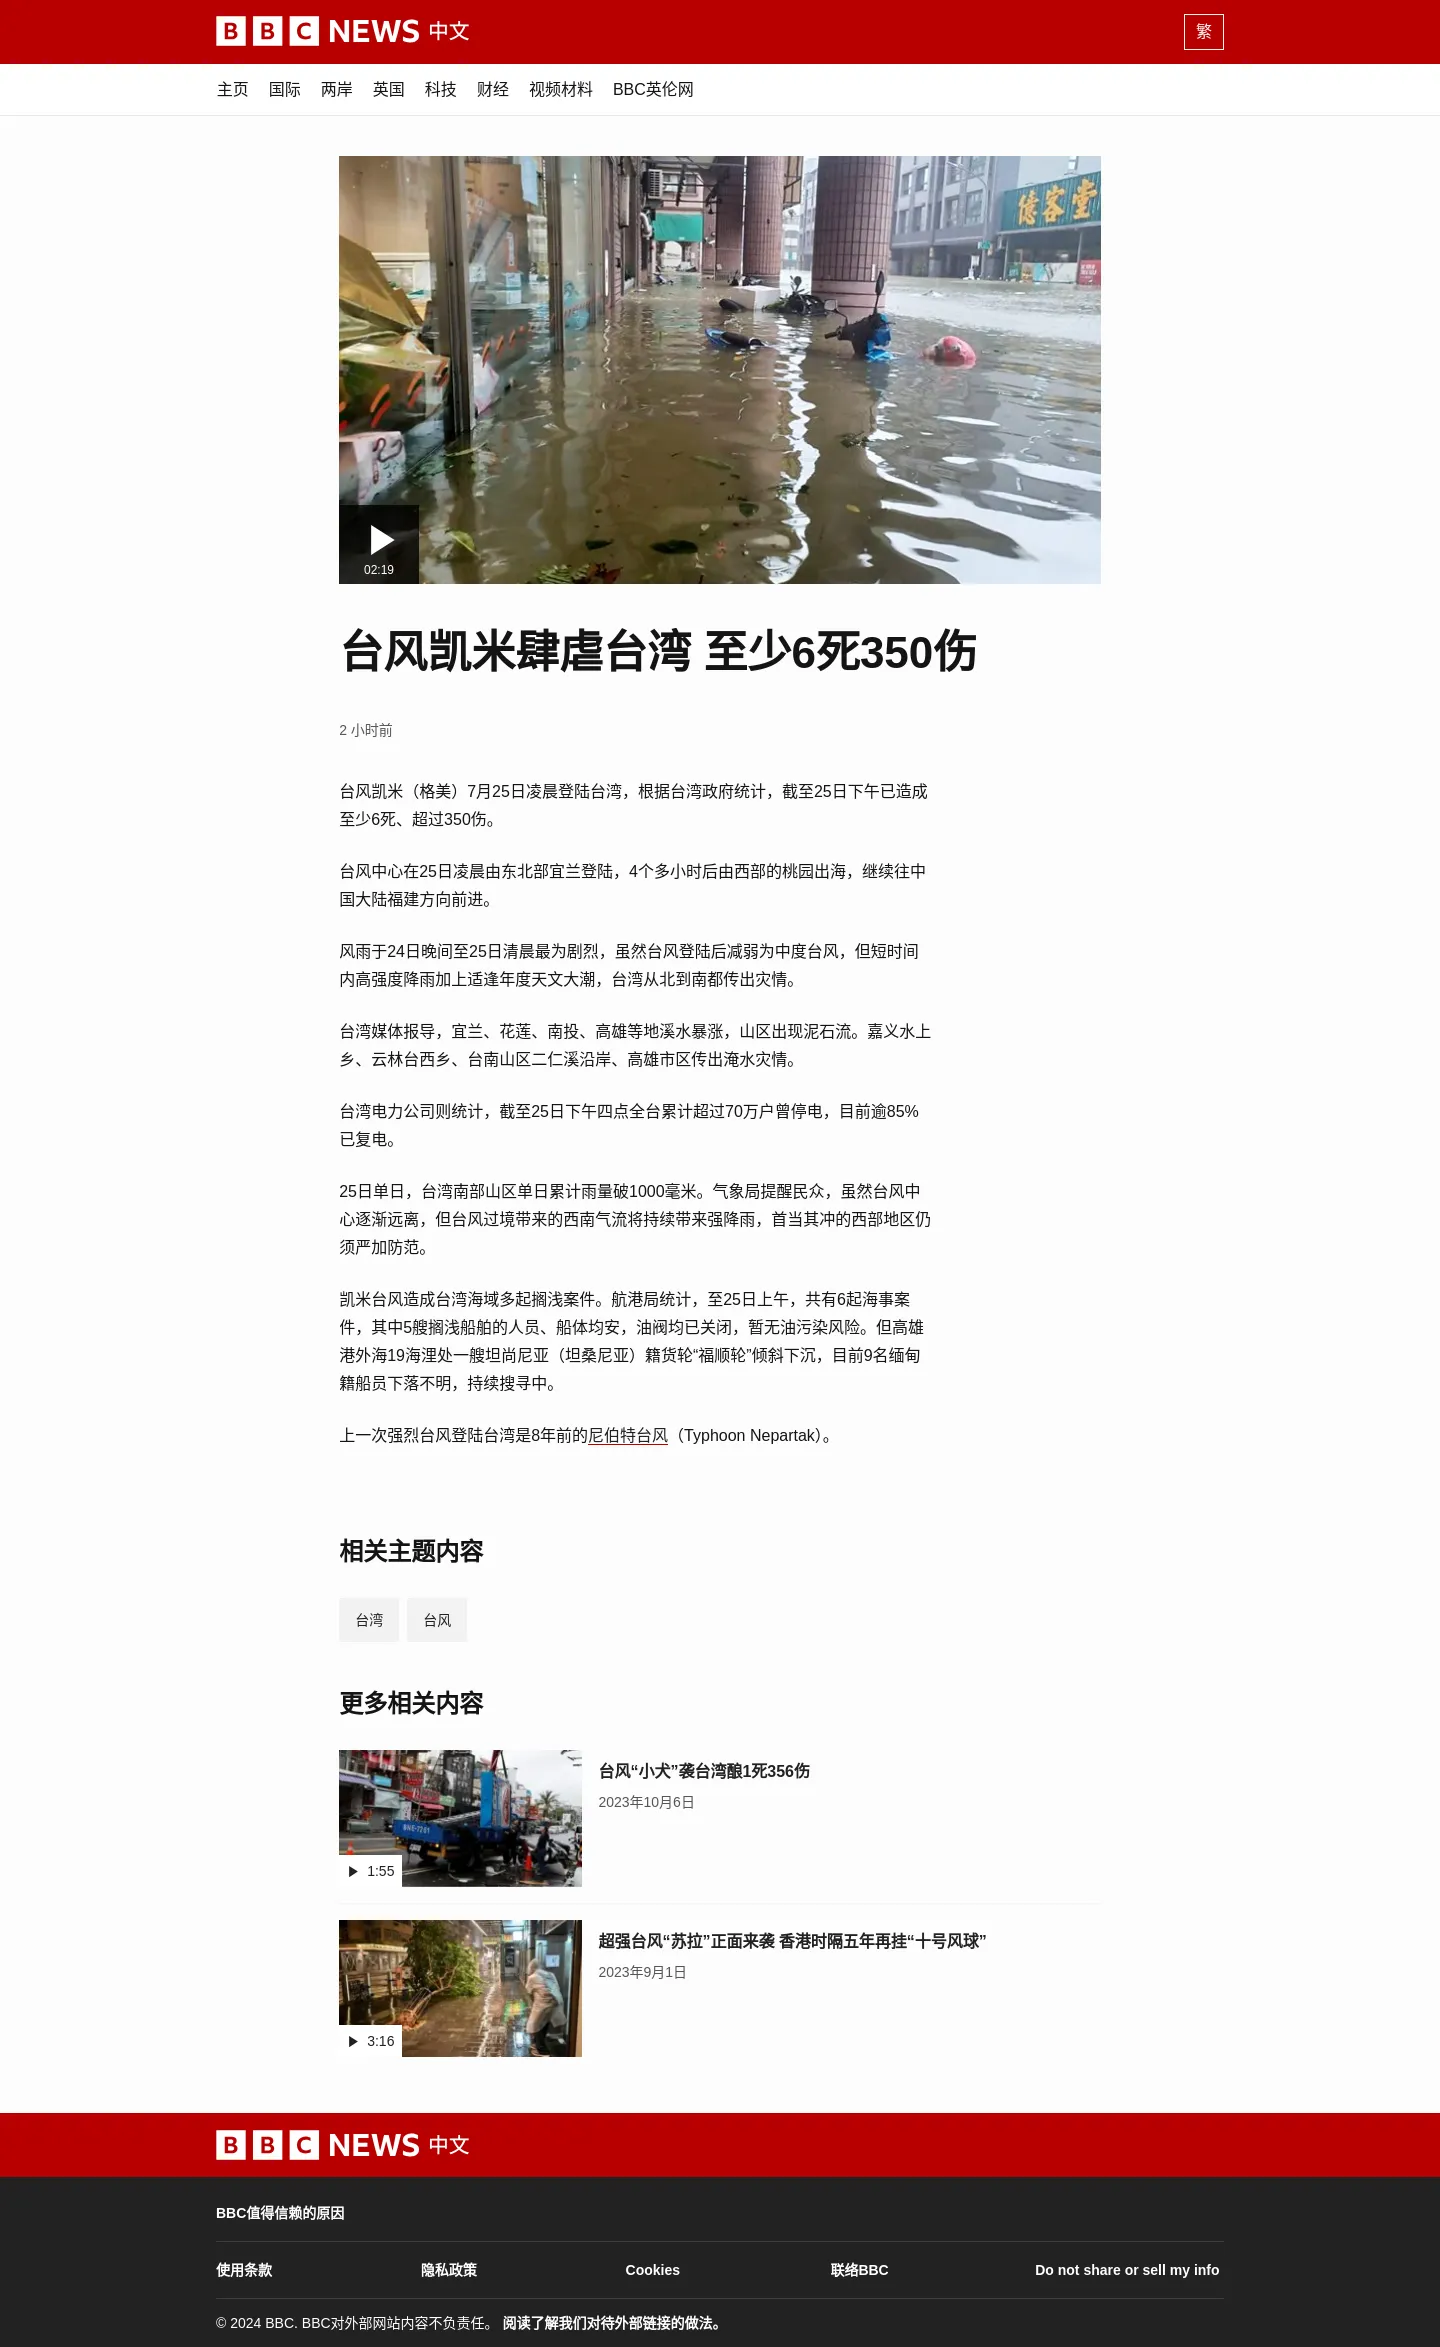 BBC NEWS 中文
繁
主页 国际 两岸 英国 科技 财经 视频材料 BBC英伦网
億客堂
02:19
台风凯米肆虐台湾 至少6死350伤
2 小时前
台风凯米（格美）7月25日凌晨登陆台湾，根据台湾政府统计，截至25日下午已造成
至少6死、超过350伤。
台风中心在25日凌晨由东北部宜兰登陆，4个多小时后由西部的桃园出海，继续往中
国大陆福建方向前进。
风雨于24日晚间至25日清晨最为剧烈，虽然台风登陆后减弱为中度台风，但短时间
内高强度降雨加上适逢年度天文大潮，台湾从北到南都传出灾情。
台湾媒体报导，宜兰、花莲、南投、高雄等地溪水暴涨，山区出现泥石流。嘉义水上
乡、云林台西乡、台南山区二仁溪沿岸、高雄市区传出淹水灾情。
台湾电力公司则统计，截至25日下午四点全台累计超过70万户曾停电，目前逾85%
已复电。
25日单日，台湾南部山区单日累计雨量破1000毫米。气象局提醒民众，虽然台风中
心逐渐远离，但台风过境带来的西南气流将持续带来强降雨，首当其冲的西部地区仍
须严加防范。
凯米台风造成台湾海域多起搁浅案件。航港局统计，至25日上午，共有6起海事案
件，其中5艘搁浅船舶的人员、船体均安，油阀均已关闭，暂无油污染风险。但高雄
港外海19海浬处一艘坦尚尼亚（坦桑尼亚）籍货轮“福顺轮”倾斜下沉，目前9名缅甸
籍船员下落不明，持续搜寻中。
上一次强烈台风登陆台湾是8年前的尼伯特台风（Typhoon Nepartak）。
相关主题内容
台湾 台风
更多相关内容
台风“小犬”袭台湾酿1死356伤
2023年10月6日
1:55
超强台风“苏拉”正面来袭 香港时隔五年再挂“十号风球”
2023年9月1日
3:16
BBC NEWS 中文
BBC值得信赖的原因
使用条款 隐私政策 Cookies 联络BBC Do not share or sell my info
© 2024 BBC. BBC对外部网站内容不负责任。 阅读了解我们对待外部链接的做法。